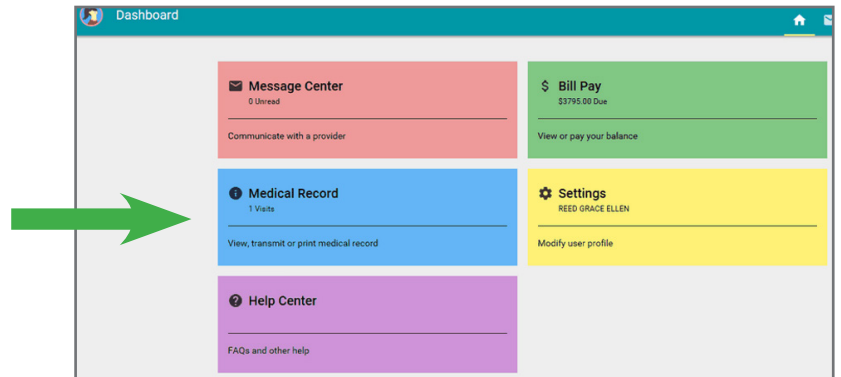 Dashboard
Message Center
0 Unread
Communicate with a provider
$ Bill Pay
$3795.00 Due
View or pay your balance
Medical Record
1 Visits
View, transmit or print medical record
Settings
REED GRACE ELLEN
Modify user profile
Help Center
FAQs and other help